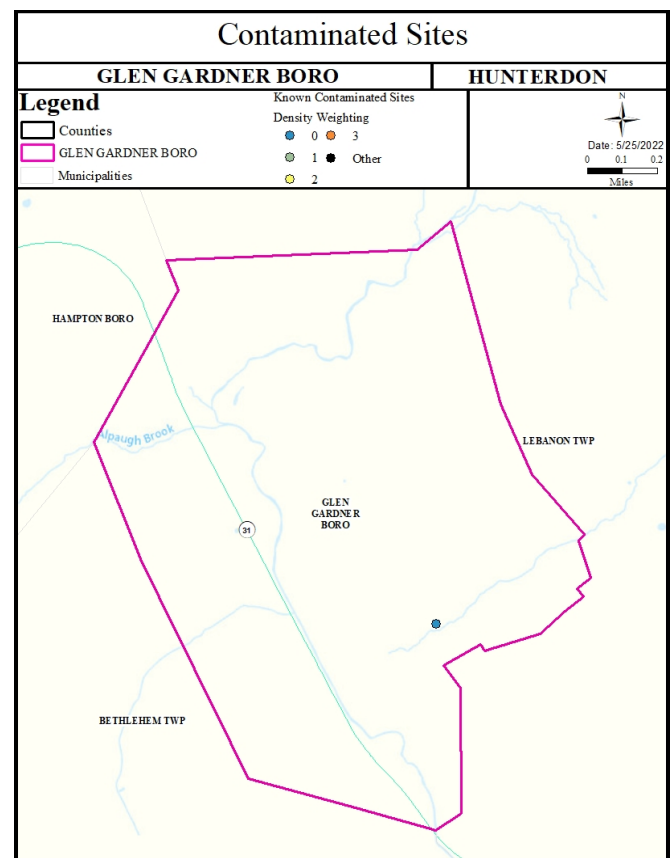 Contaminated Sites
GLEN GARDNER BORO
HUNTERDON
Legend
Counties
GLEN GARDNER BORO
Municipalities
Known Contaminated Sites
Density Weighting
0 3
1 Other
2
N
Date: 5/25/2022
0 0.1 0.2
Miles
HAMPTON BORO
Alpaugh Brook
LEBANON TWP
GLEN
GARDNER
BORO
31
BETHLEHEM TWP